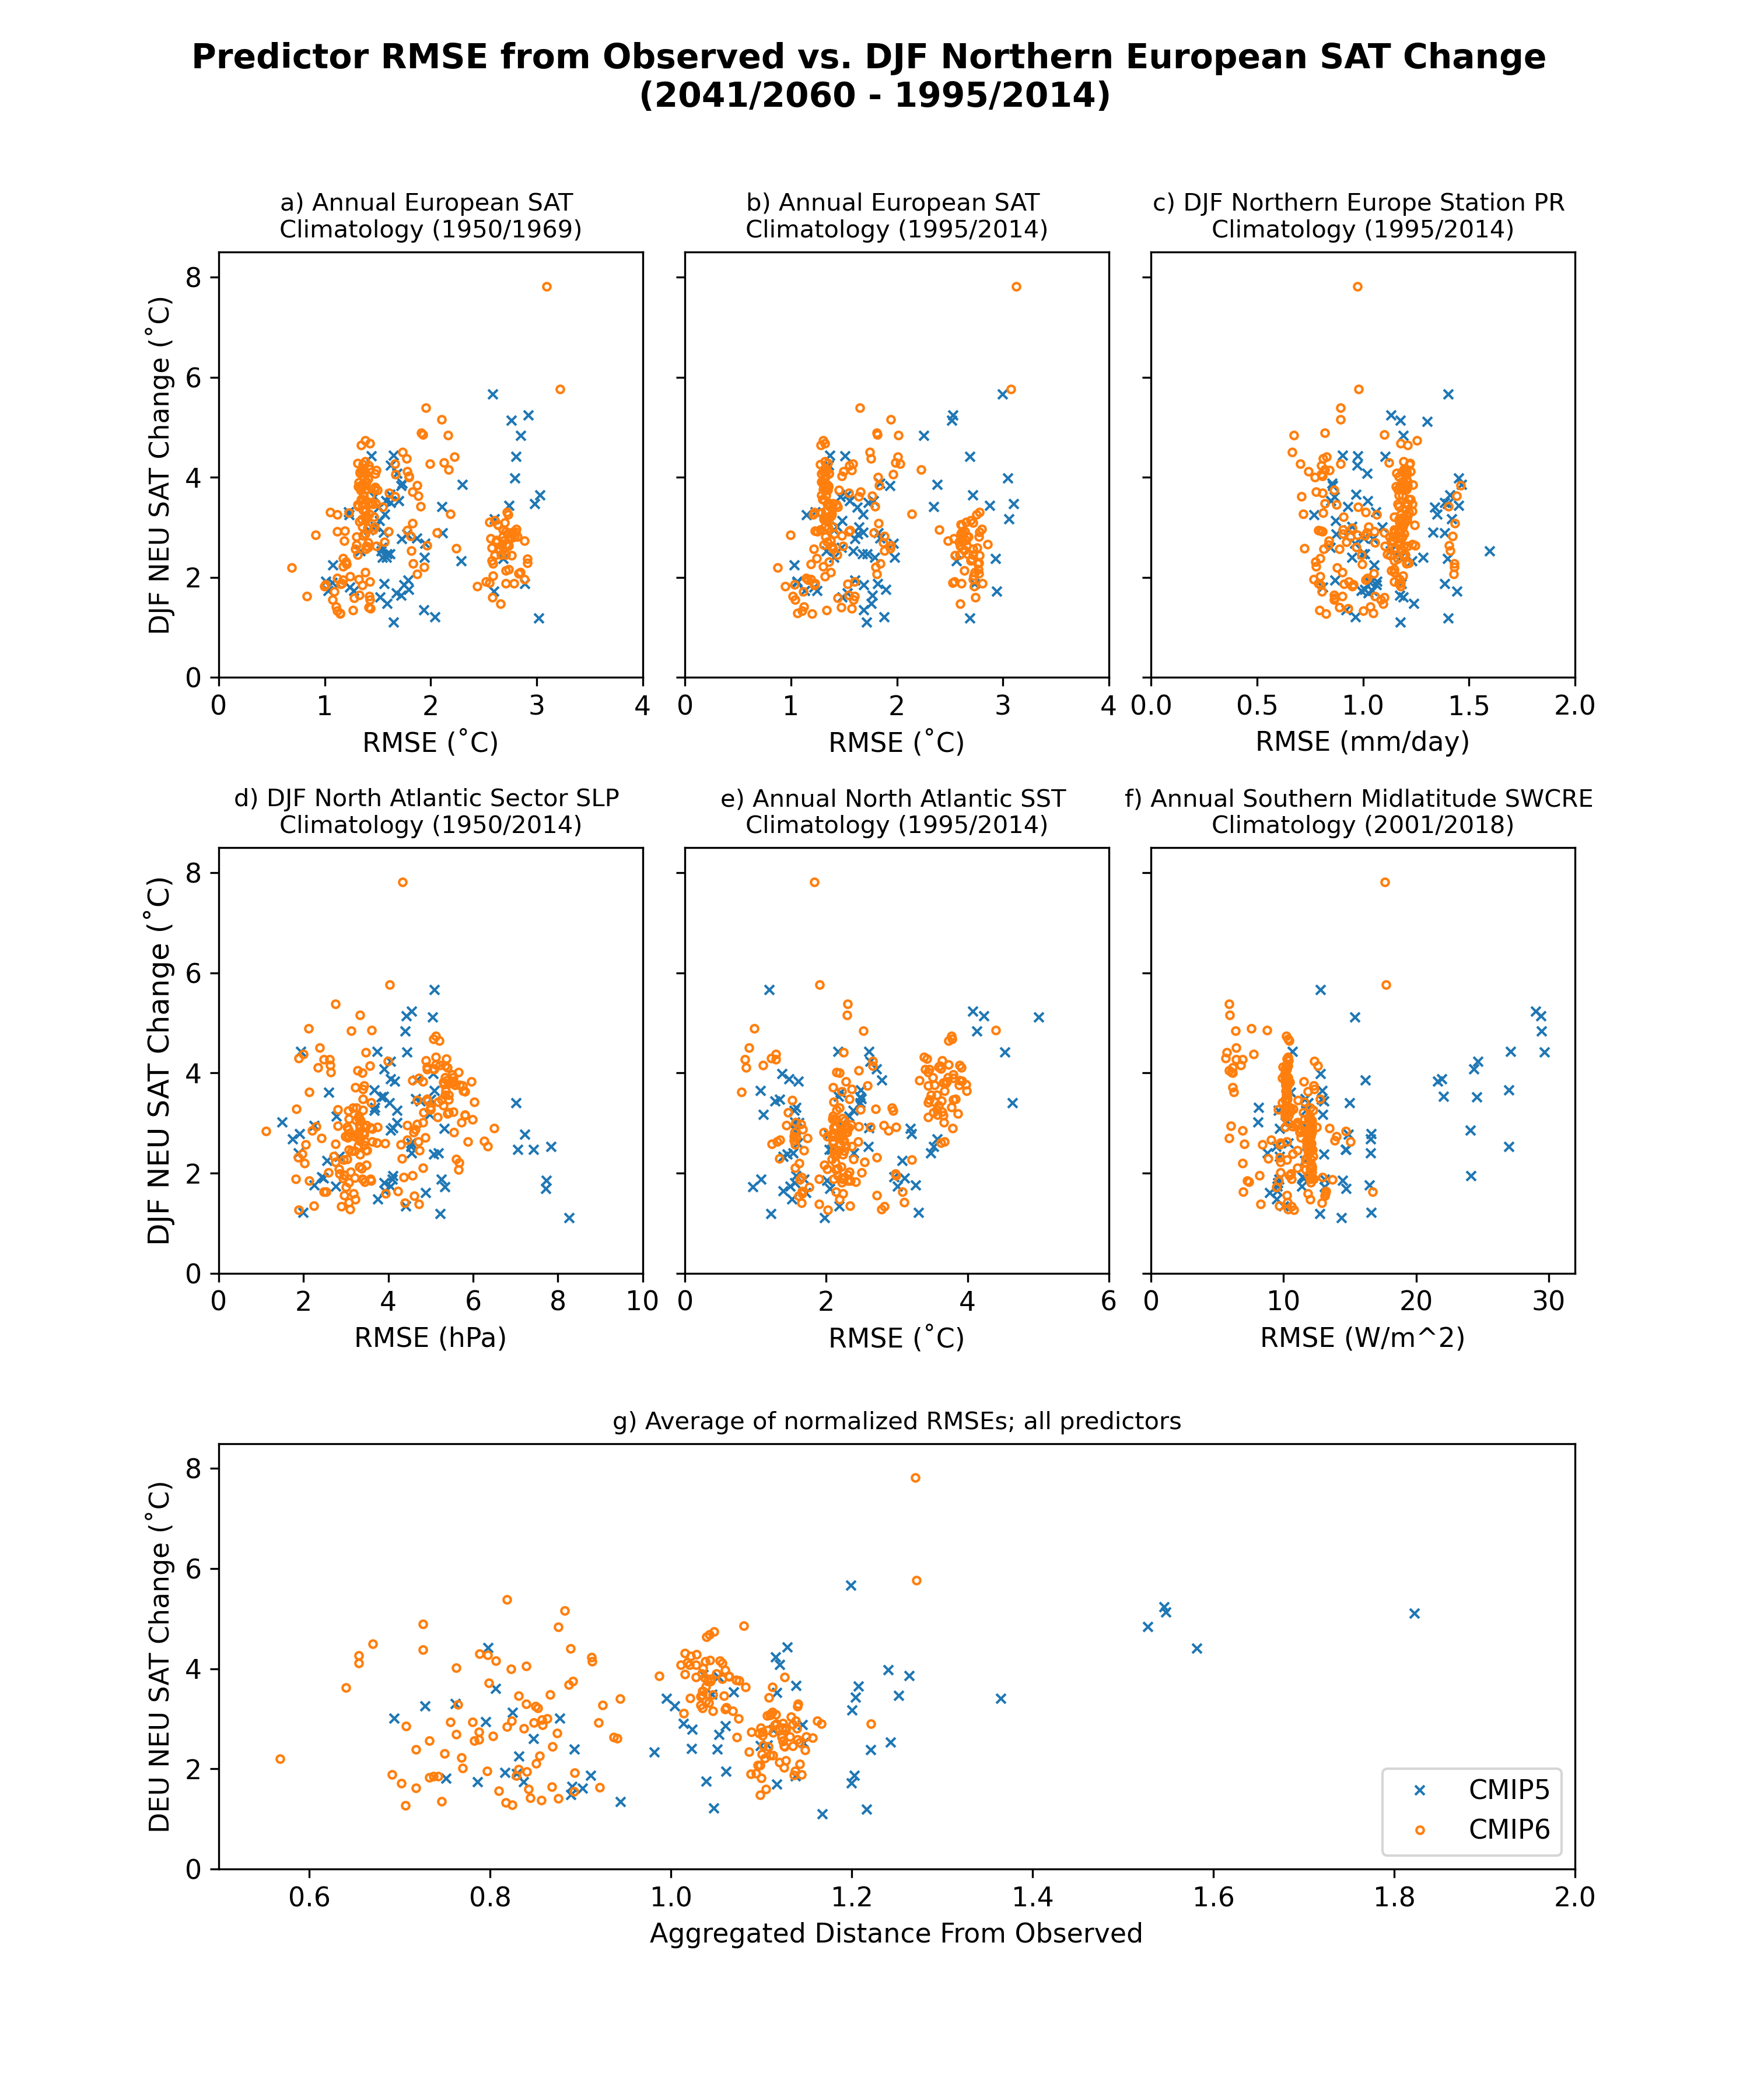 Predictor RMSE from Observed vs. DJF Northern European SAT Change
(2041/2060 - 1995/2014)
a) Annual European SAT
Climatology (1950/1969)
b) Annual European SAT
Climatology (1995/2014)
c) DJF Northern Europe Station PR
Climatology (1995/2014)
DJF NEU SAT Change (˚C)
8
6
4
2
0
0 1 2 3 4
0 1 2 3 4
0.0 0.5 1.0 1.5 2.0
RMSE (˚C)
RMSE (˚C)
RMSE (mm/day)
d) DJF North Atlantic Sector SLP
Climatology (1950/2014)
e) Annual North Atlantic SST
Climatology (1995/2014)
f) Annual Southern Midlatitude SWCRE
Climatology (2001/2018)
DJF NEU SAT Change (˚C)
8
6
4
2
0
0 2 4 6 8 10
0 2 4 6
0 10 20 30
RMSE (hPa)
RMSE (˚C)
RMSE (W/m^2)
g) Average of normalized RMSEs; all predictors
DEU NEU SAT Change (˚C)
8
6
4
2
0
CMIP5
CMIP6
0.6 0.8 1.0 1.2 1.4 1.6 1.8 2.0
Aggregated Distance From Observed